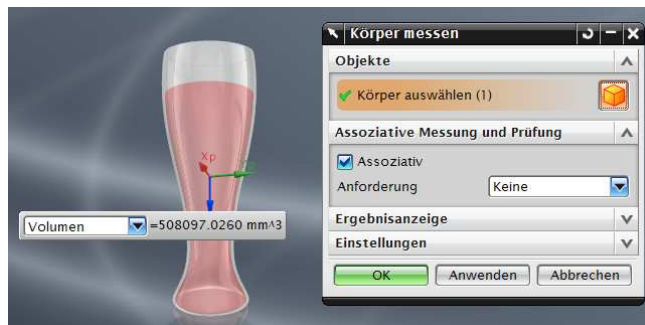 Körper messen
Objekte
Körper auswählen (1)
Assoziative Messung und Prüfung
Assoziativ
Anforderung Keine
Ergebnisanzeige
Einstellungen
OK Anwenden Abbrechen
Xp
Volumen =508097.0260 mm^3